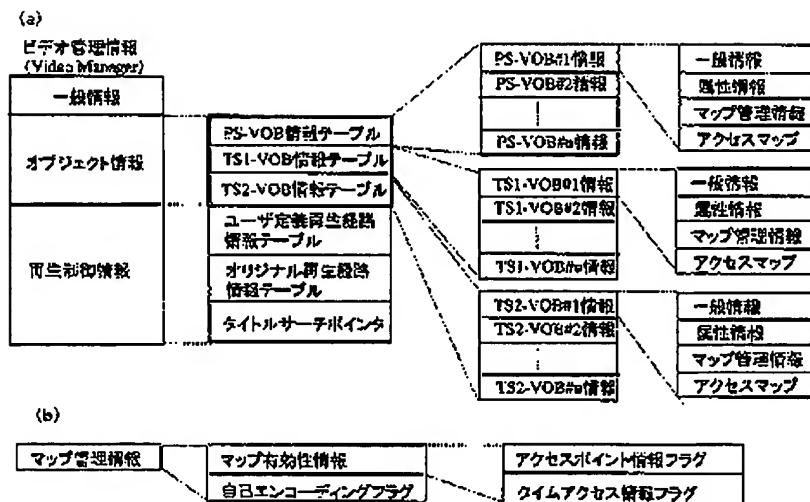 (a)
ビデオ管理情報
(Video Manager)
一般情報
オブジェクト情報
再生制御情報
PS-VOB情報テーブル
TS1-VOB情報テーブル
TS2-VOB情報テーブル
ユーザ定義再生経路
情報テーブル
オリジナル再生経路
情報テーブル
タイトルサーチポインタ
PS-VOB#1情報
PS-VOB#2情報
PS-VOB#n情報
一般情報
属性情報
マップ管理情報
アクセスマップ
TS1-VOB#1情報
TS1-VOB#2情報
TS1-VOB#n情報
一般情報
属性情報
マップ管理情報
アクセスマップ
TS2-VOB#1情報
TS2-VOB#2情報
TS2-VOB#n情報
一般情報
属性情報
マップ管理情報
アクセスマップ
(b)
マップ管理情報
マップ有効性情報
自己エンコーディングフラグ
アクセスポイント情報フラグ
タイムアクセス情報フラグ